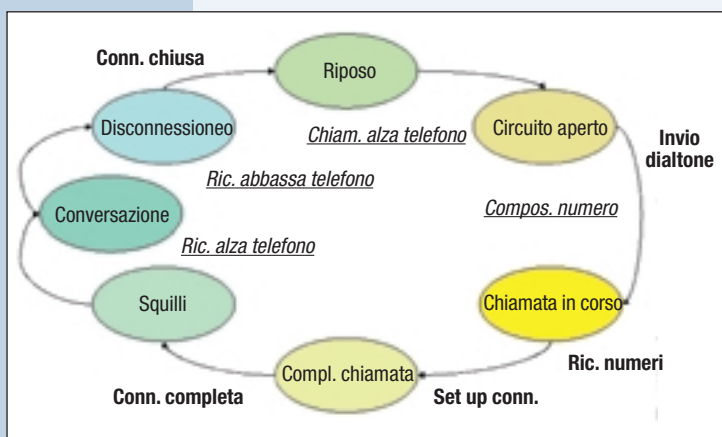 Conn. chiusa
Riposo
Disconnessioneo
Chiam. alza telefono
Circuito aperto
Invio
dialtone
Ric. abbassa telefono
Conversazione
Compos. numero
Ric. alza telefono
Squilli
Chiamata in corso
Compl. chiamata
Ric. numeri
Conn. completa
Set up conn.